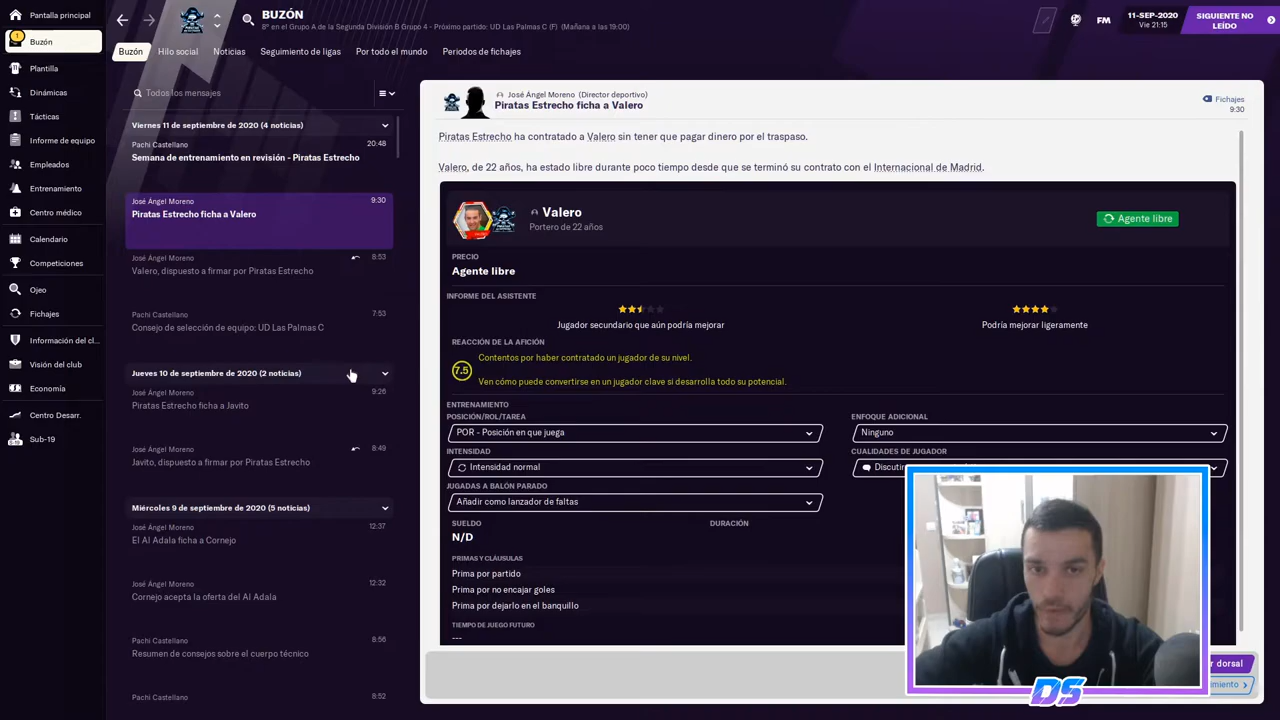 Pantalla principal
1
Buzón
Plantilla
Dinámicas
Tácticas
Informe de equipo
Empleados
Entrenamiento
Centro médico
Calendario
Competiciones
Ojeo
Fichajes
Información del cl...
Visión del club
Economía
Centro Desarr.
Sub-19
BUZÓN
8º en el Grupo A de la Segunda División B Grupo 4 - Próximo partido: UD Las Palmas C (F) (Mañana a las 19:00)
FM
11-SEP-2020
Vie 21:15
SIGUIENTE NO LEÍDO
Buzón
Hilo social
Noticias
Seguimiento de ligas
Por todo el mundo
Periodos de fichajes
Todos los mensajes
Viernes 11 de septiembre de 2020 (4 noticias)
Pachi Castellano 20:48
Semana de entrenamiento en revisión - Piratas Estrecho
José Ángel Moreno 9:30
Piratas Estrecho ficha a Valero
José Ángel Moreno 8:53
Valero, dispuesto a firmar por Piratas Estrecho
Pachi Castellano 7:53
Consejo de selección de equipo: UD Las Palmas C
Jueves 10 de septiembre de 2020 (2 noticias)
José Ángel Moreno 9:26
Piratas Estrecho ficha a Javito
José Ángel Moreno 8:49
Javito, dispuesto a firmar por Piratas Estrecho
Miércoles 9 de septiembre de 2020 (5 noticias)
José Ángel Moreno 12:37
El Al Adala ficha a Cornejo
José Ángel Moreno 12:32
Cornejo acepta la oferta del Al Adala
Pachi Castellano 8:56
Resumen de consejos sobre el cuerpo técnico
Pachi Castellano 8:52
José Ángel Moreno (Director deportivo)
Piratas Estrecho ficha a Valero
Fichajes
9:30
Piratas Estrecho ha contratado a Valero sin tener que pagar dinero por el traspaso.
Valero, de 22 años, ha estado libre durante poco tiempo desde que se terminó su contrato con el Internacional de Madrid.
Valero
Portero de 22 años
Agente libre
PRECIO
Agente libre
INFORME DEL ASISTENTE
Jugador secundario que aún podría mejorar
Podría mejorar ligeramente
REACCIÓN DE LA AFICIÓN
7.5
Contentos por haber contratado un jugador de su nivel.
Ven cómo puede convertirse en un jugador clave si desarrolla todo su potencial.
ENTRENAMIENTO
POSICIÓN/ROL/TAREA
ENFOQUE ADICIONAL
POR - Posición en que juega
Ninguno
INTENSIDAD
CUALIDADES DE JUGADOR
Intensidad normal
Discutir
JUGADAS A BALÓN PARADO
Añadir como lanzador de faltas
SUELDO
DURACIÓN
N/D
PRIMAS Y CLÁUSULAS
Prima por partido
Prima por no encajar goles
Prima por dejarlo en el banquillo
TIEMPO DE JUEGO FUTURO
---
r dorsal
imiento
DS